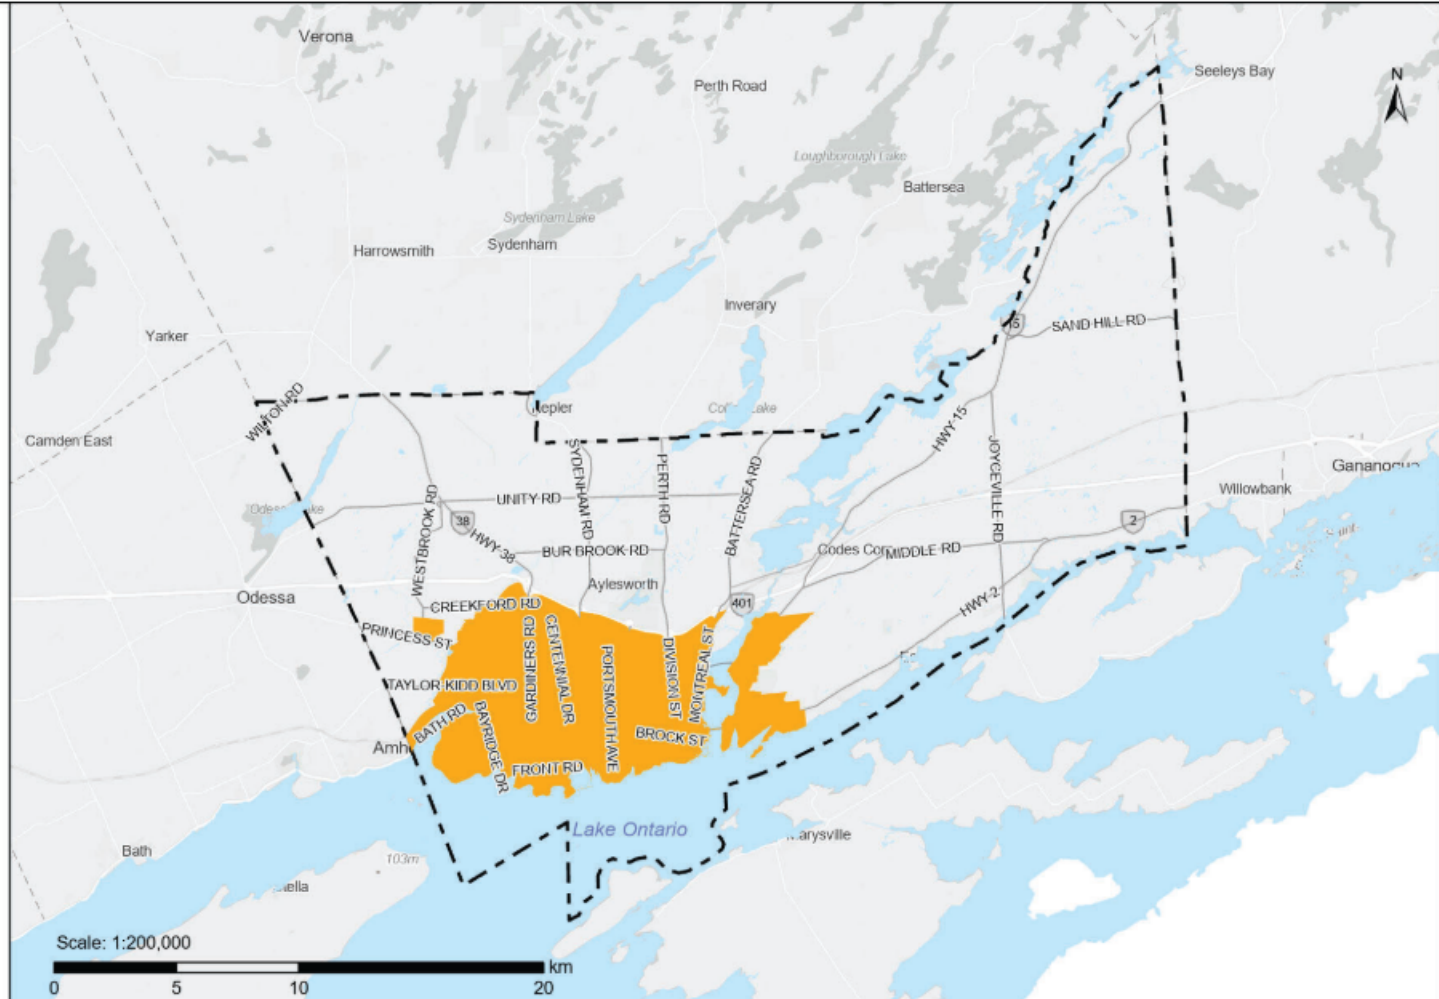 Verona
Seeleys Bay
N
Perth Road
Loughborough Lake
Battersea
Sydenham Lake
Sydenham
Harrowsmith
Inverary
15
SAND HILL RD
Yarker
WILTON RD
Camden East
HWY-15
JOYCEVILLE RD
SYDENHAM RD
PERTH RD
BATTERSEA RD
Gananoque
Willowbank
WESTBROOK RD
UNITY RD
38
HWY-38
BUR BROOK RD
2
MIDDLE RD
Aylesworth
Odessa
CREEKFORD RD
401
HWY-2
PRINCESS ST
GARDINERS RD
CENTENNIAL DR
PORTSMOUTH AVE
DIVISION ST
MONTREAL ST
TAYLOR-KIDD BLVD
BATH RD
BAYRIDGE DR
BROCK ST
FRONT RD
Amh
Lake Ontario
arysville
Bath
103m
Scale: 1:200,000
km
0 5 10 20